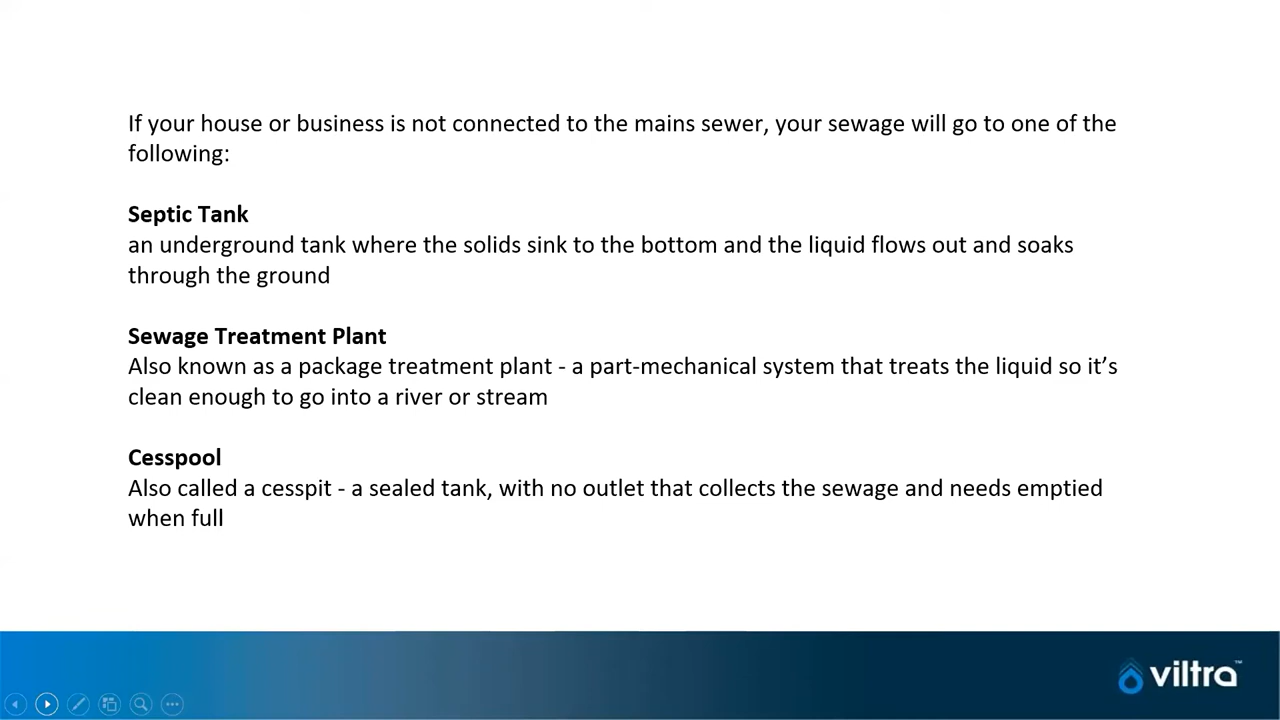 If your house or business is not connected to the mains sewer, your sewage will go to one of the
following:
Septic Tank
an underground tank where the solids sink to the bottom and the liquid flows out and soaks
through the ground
Sewage Treatment Plant
Also known as a package treatment plant - a part-mechanical system that treats the liquid so it’s
clean enough to go into a river or stream
Cesspool
Also called a cesspit - a sealed tank, with no outlet that collects the sewage and needs emptied
when full
viltra™